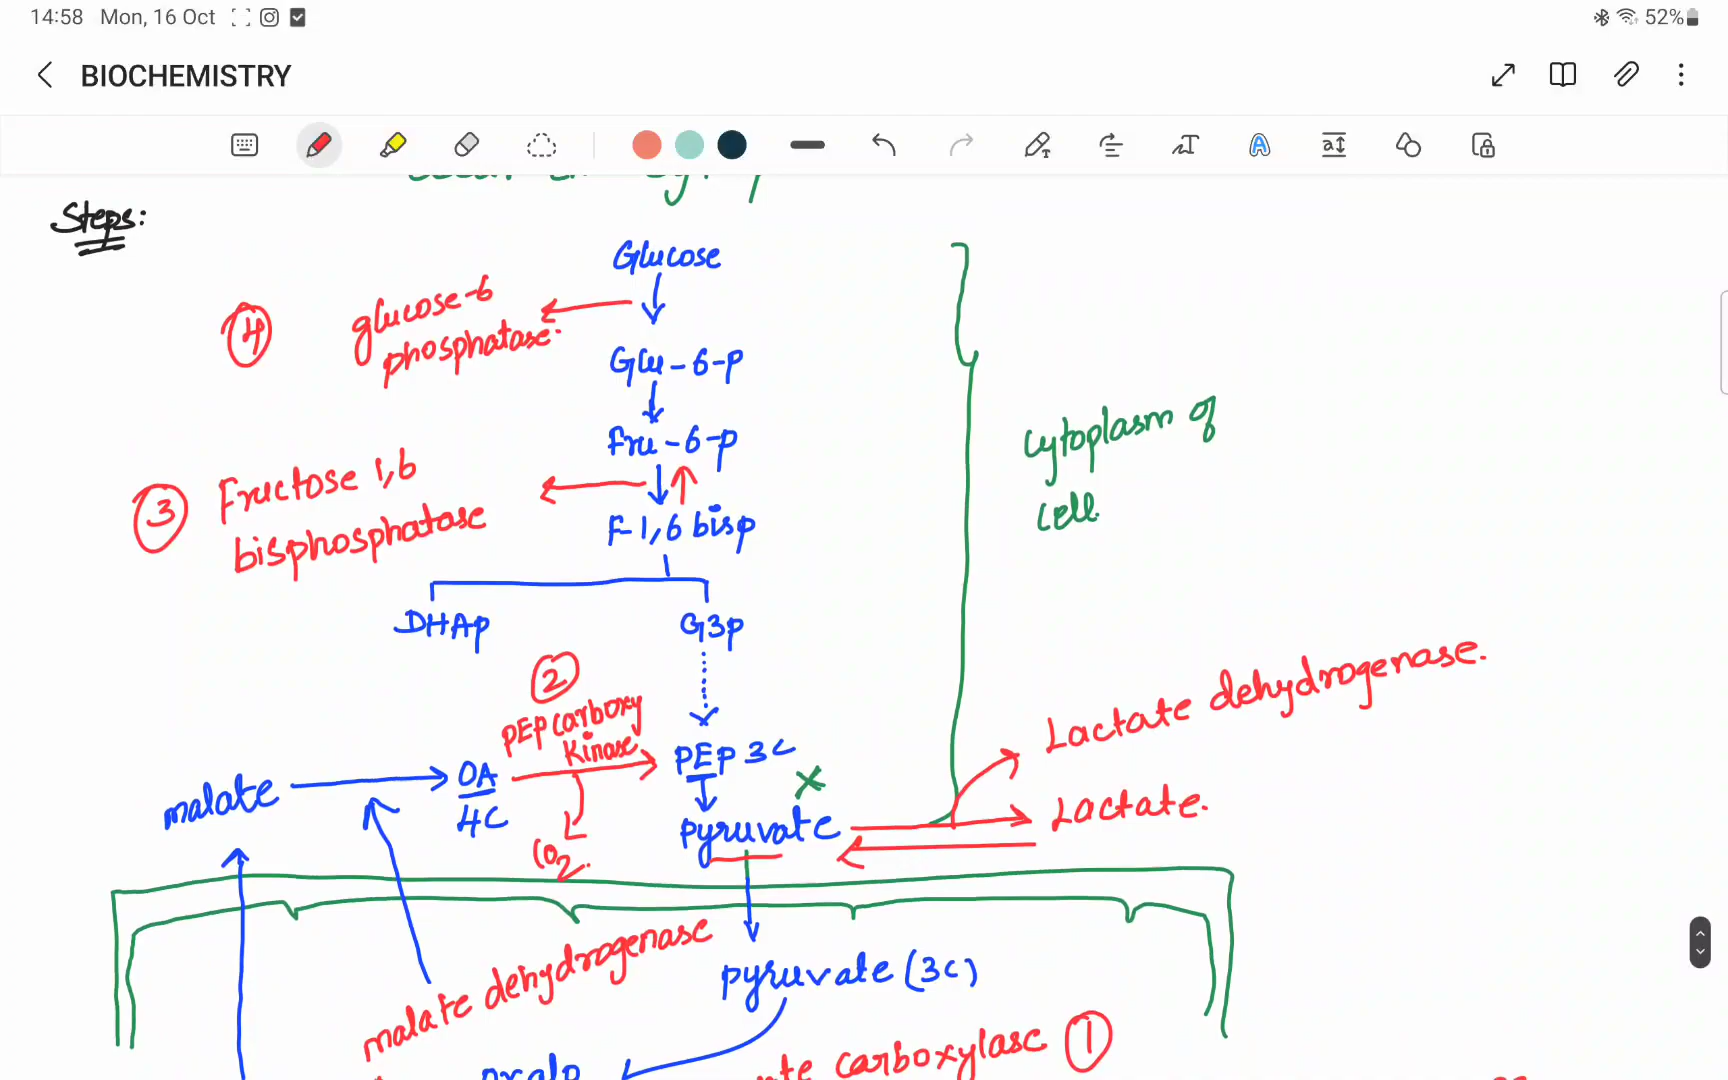 14:58 Mon, 16 Oct
52%
BIOCHEMISTRY
Steps:
Glucose
4 glucose-6
phosphatase.
Glu-6-p
Fru-6-p
3 Fructose 1,6
bisphosphatase
F-1,6 bisp
cytoplasm of
cell.
DHAP
G3p
2
PEP carboxy
kinase
Lactate dehydrogenase.
malate
OA
4C
PEP 3C
CO2.
pyruvate
Lactate.
malate dehydrogenase
pyruvate (3C)
carboxylase 1